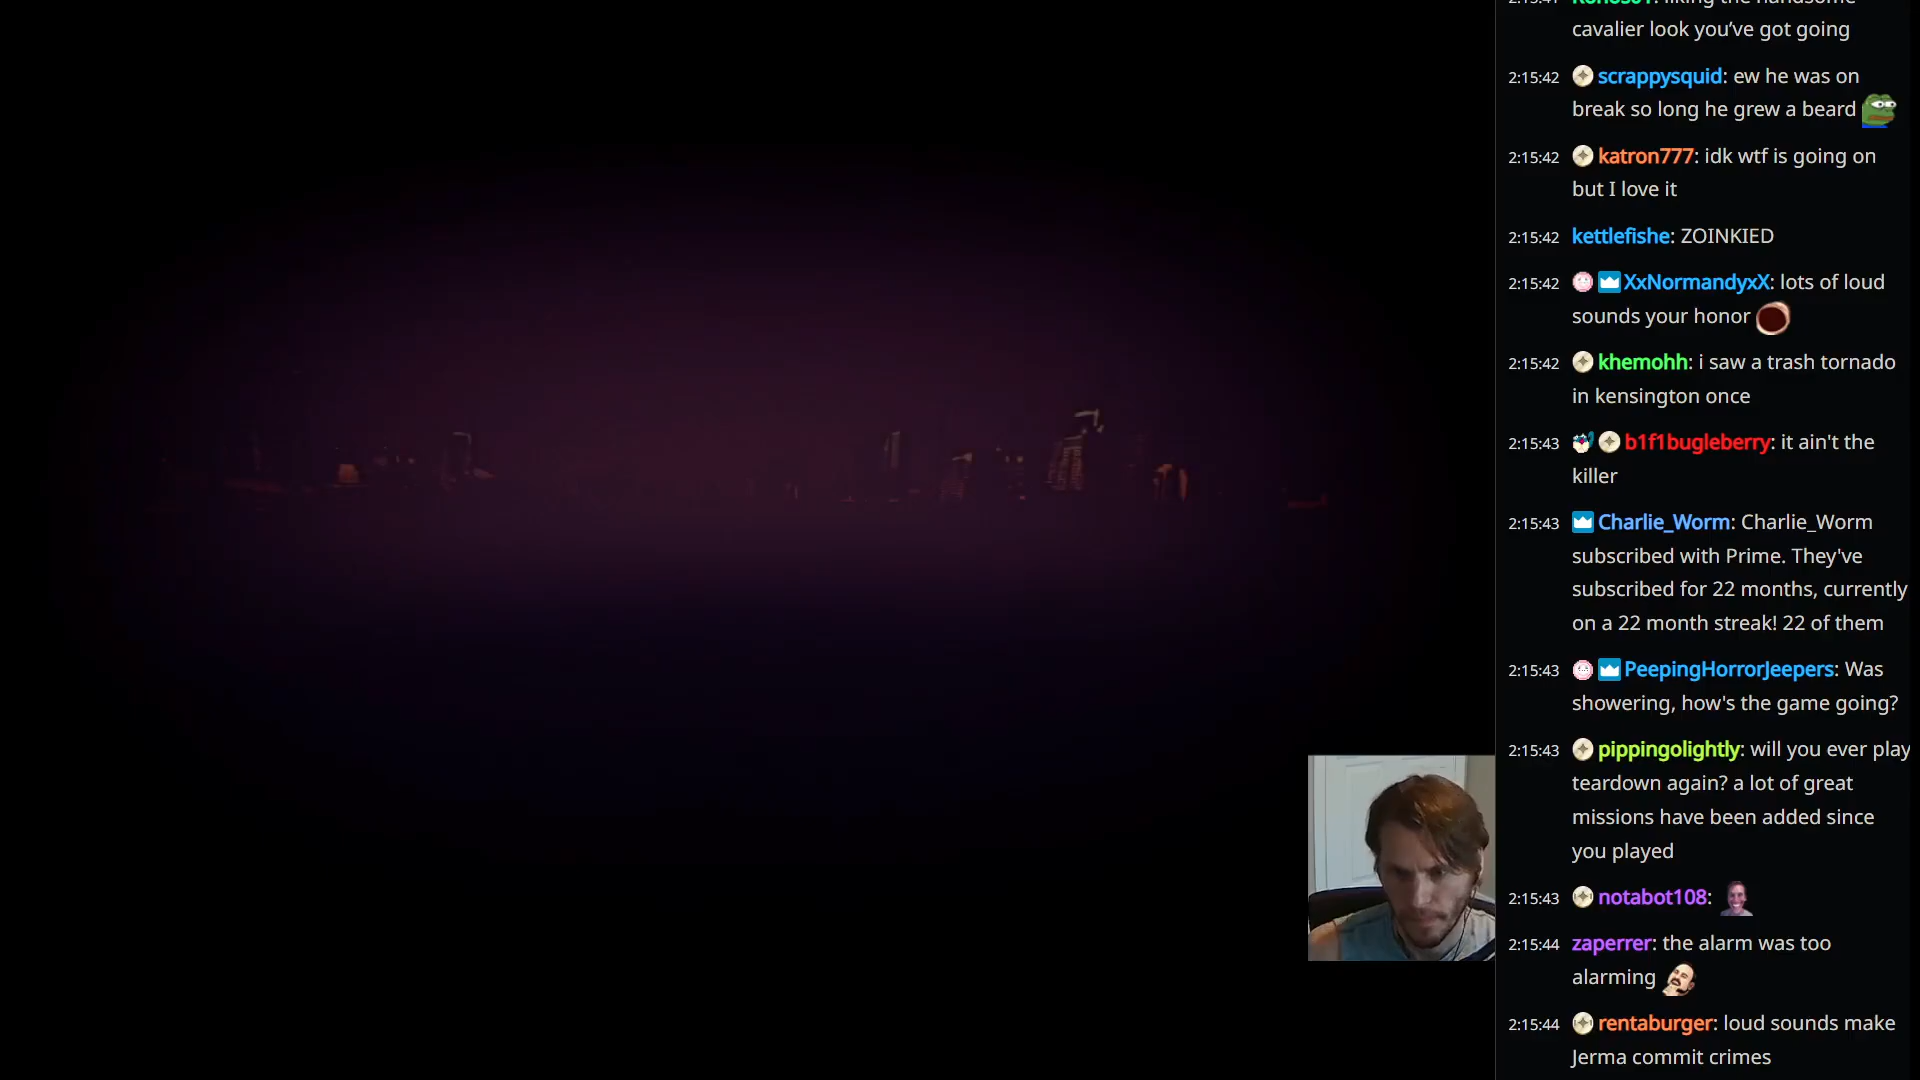 cavalier look you've got going
2:15:42 scrappysquid: ew he was on
break so long he grew a beard
2:15:42 katron777: idk wtf is going on
but I love it
2:15:42 kettlefishe: ZOINKIED
2:15:42 XxNormandyxX: lots of loud
sounds your honor
2:15:42 khemohh: i saw a trash tornado
in kensington once
2:15:43 b1f1bugleberry: it ain't the
killer
2:15:43 Charlie_Worm: Charlie_Worm
subscribed with Prime. They've
subscribed for 22 months, currently
on a 22 month streak! 22 of them
2:15:43 PeepingHorrorJeepers: Was
showering, how's the game going?
2:15:43 pippingolightly: will you ever play
teardown again? a lot of great
missions have been added since
you played
2:15:43 notabot108:
2:15:44 zaperrer: the alarm was too
alarming
2:15:44 rentaburger: loud sounds make
Jerma commit crimes